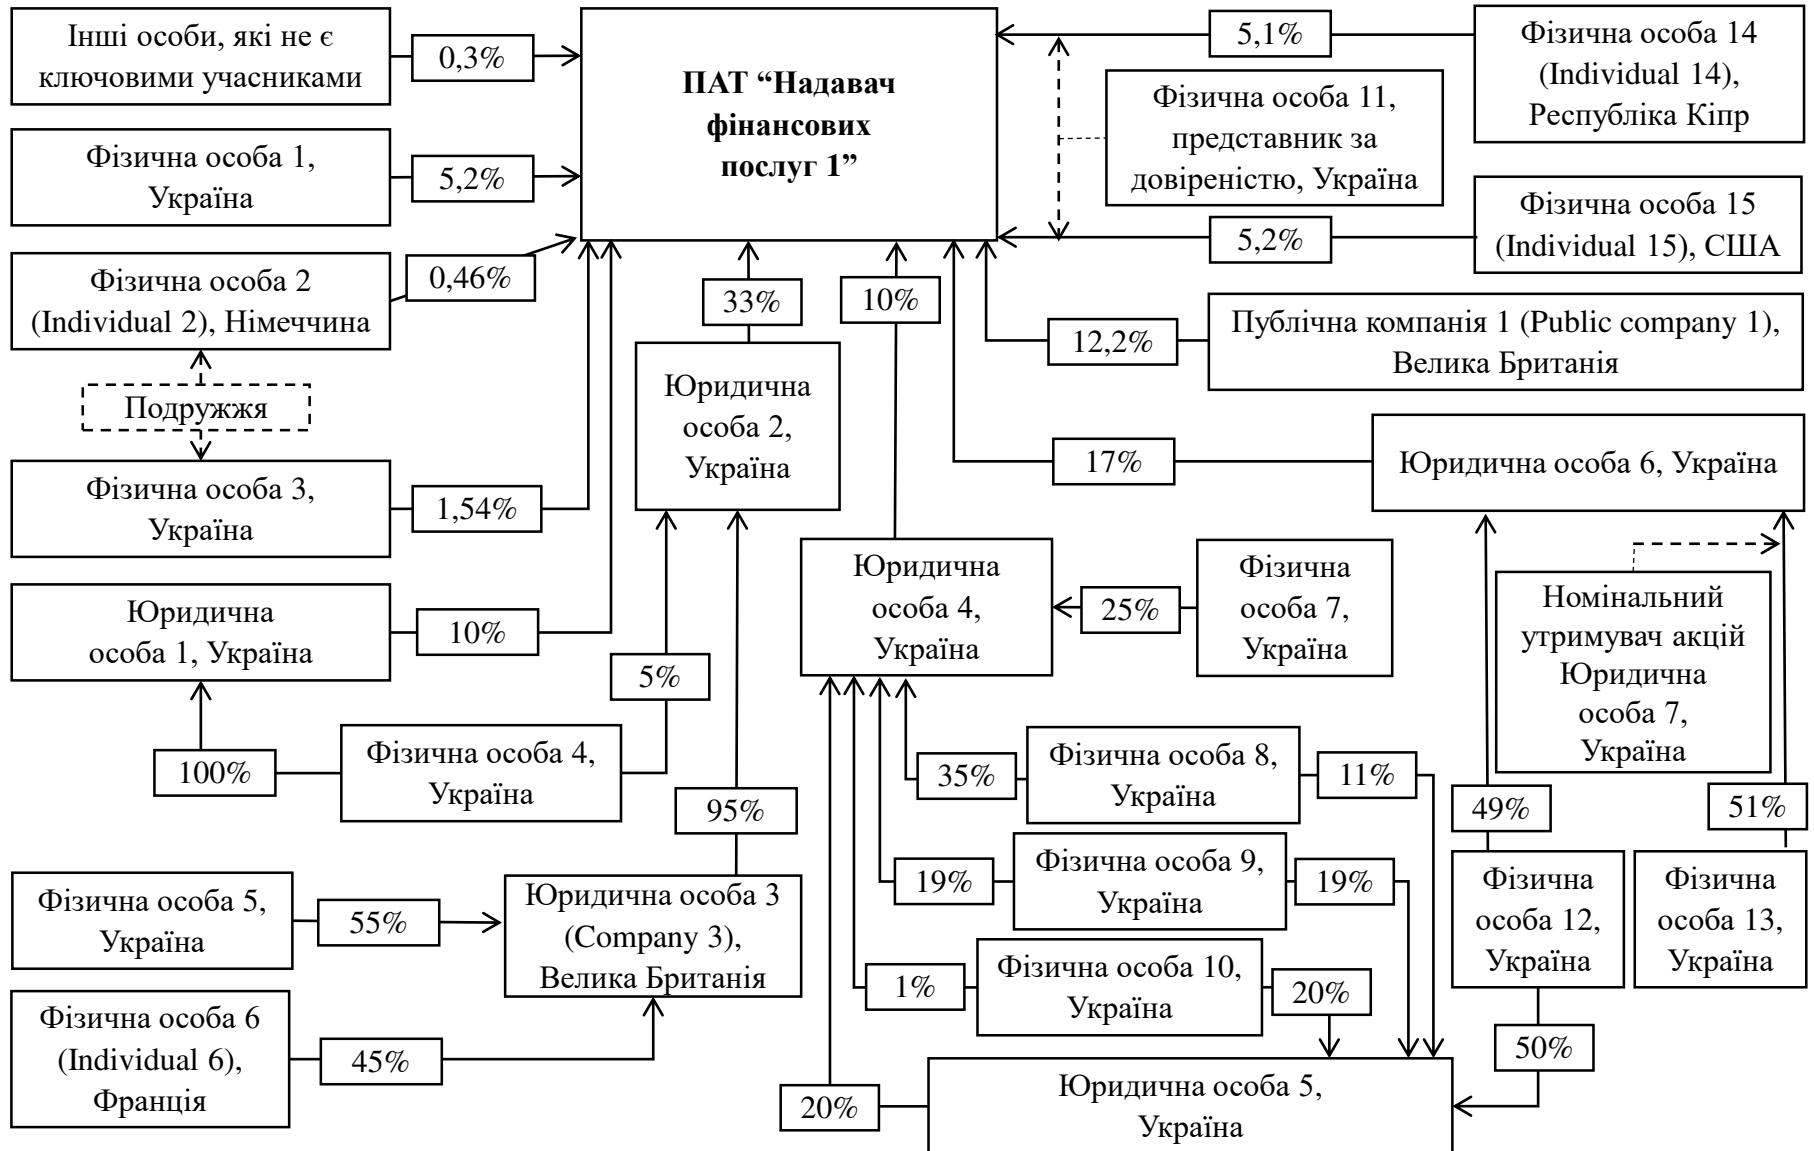 Інші особи, які не є
ключовими учасниками
0,3%
ПАТ “Надавач
фінансових
послуг 1”
5,1%
Фізична особа 14
(Individual 14),
Республіка Кіпр
Фізична особа 11,
представник за
довіреністю, Україна
Фізична особа 1,
Україна
5,2%
Фізична особа 15
(Individual 15), США
5,2%
Фізична особа 2
(Individual 2), Німеччина
0,46%
33%
10%
Публічна компанія 1 (Public company 1),
Велика Британія
12,2%
Подружжя
Юридична
особа 2,
Україна
17%
Юридична особа 6, Україна
Фізична особа 3,
Україна
1,54%
Юридична
особа 4,
Україна
25%
Фізична
особа 7,
Україна
Номінальний
утримувач акцій
Юридична
особа 7,
Україна
Юридична
особа 1, Україна
10%
5%
100%
Фізична особа 4,
Україна
95%
35%
Фізична особа 8,
Україна
11%
49%
51%
19%
Фізична особа 9,
Україна
19%
Фізична
особа 12,
Україна
Фізична
особа 13,
Україна
Фізична особа 5,
Україна
55%
Юридична особа 3
(Company 3),
Велика Британія
1%
Фізична особа 10,
Україна
20%
Фізична особа 6
(Individual 6),
Франція
45%
50%
20%
Юридична особа 5,
Україна